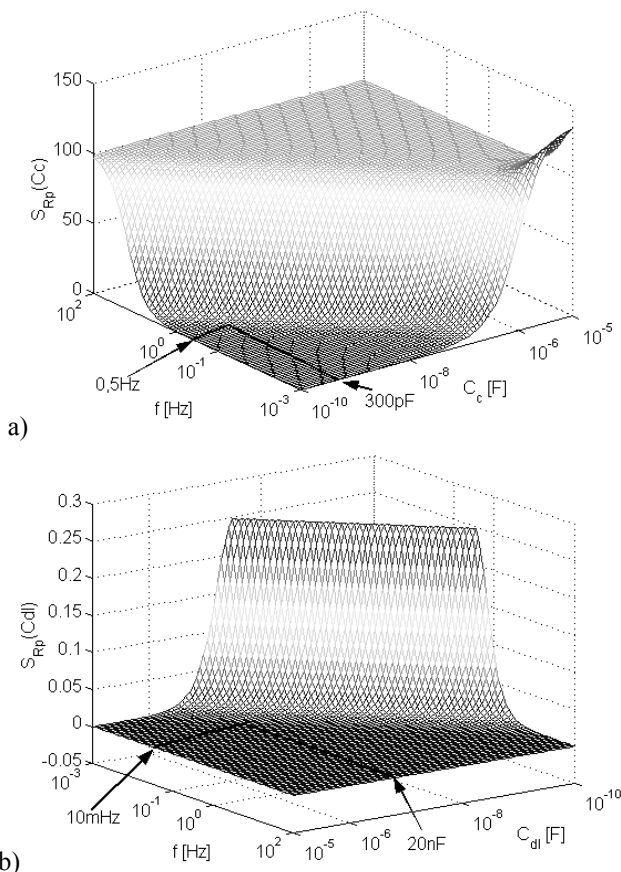 150
100
50
0
S_Rp(Cc)
10^2
10^0
10^-1
10^-3
f [Hz]
0,5Hz
10^-10
10^-8
10^-6
10^-5
C_c [F]
300pF
a)
0.3
0.25
0.2
0.15
0.1
0.05
0
-0.05
S_Rp(Cdl)
10^-3
10^-1
10^0
10^2
f [Hz]
10mHz
10^-5
10^-6
10^-8
10^-10
C_dl [F]
20nF
b)